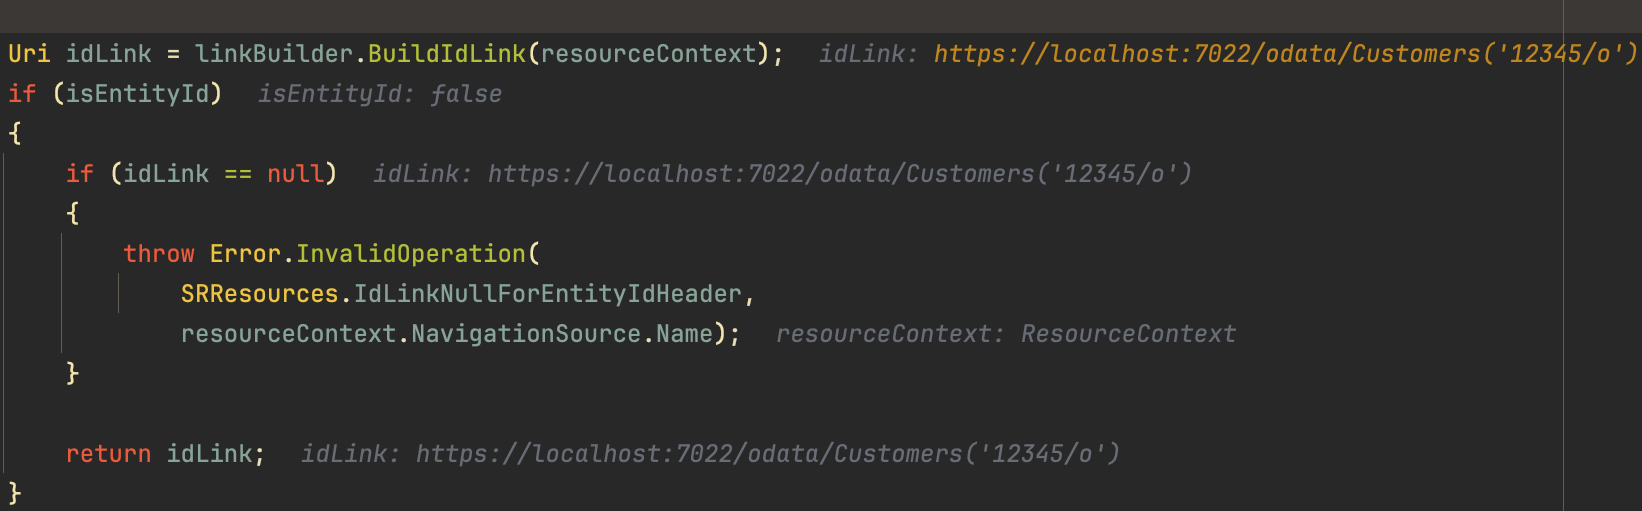 Uri idLink = linkBuilder.BuildIdLink(resourceContext); idLink: https://localhost:7022/odata/Customers('12345/o')
if (isEntityId) isEntityId: false
{
if (idLink == null) idLink: https://localhost:7022/odata/Customers('12345/o')
{
throw Error.InvalidOperation(
SRResources.IdLinkNullForEntityIdHeader,
resourceContext.NavigationSource.Name); resourceContext: ResourceContext
}
return idLink; idLink: https://localhost:7022/odata/Customers('12345/o')
}